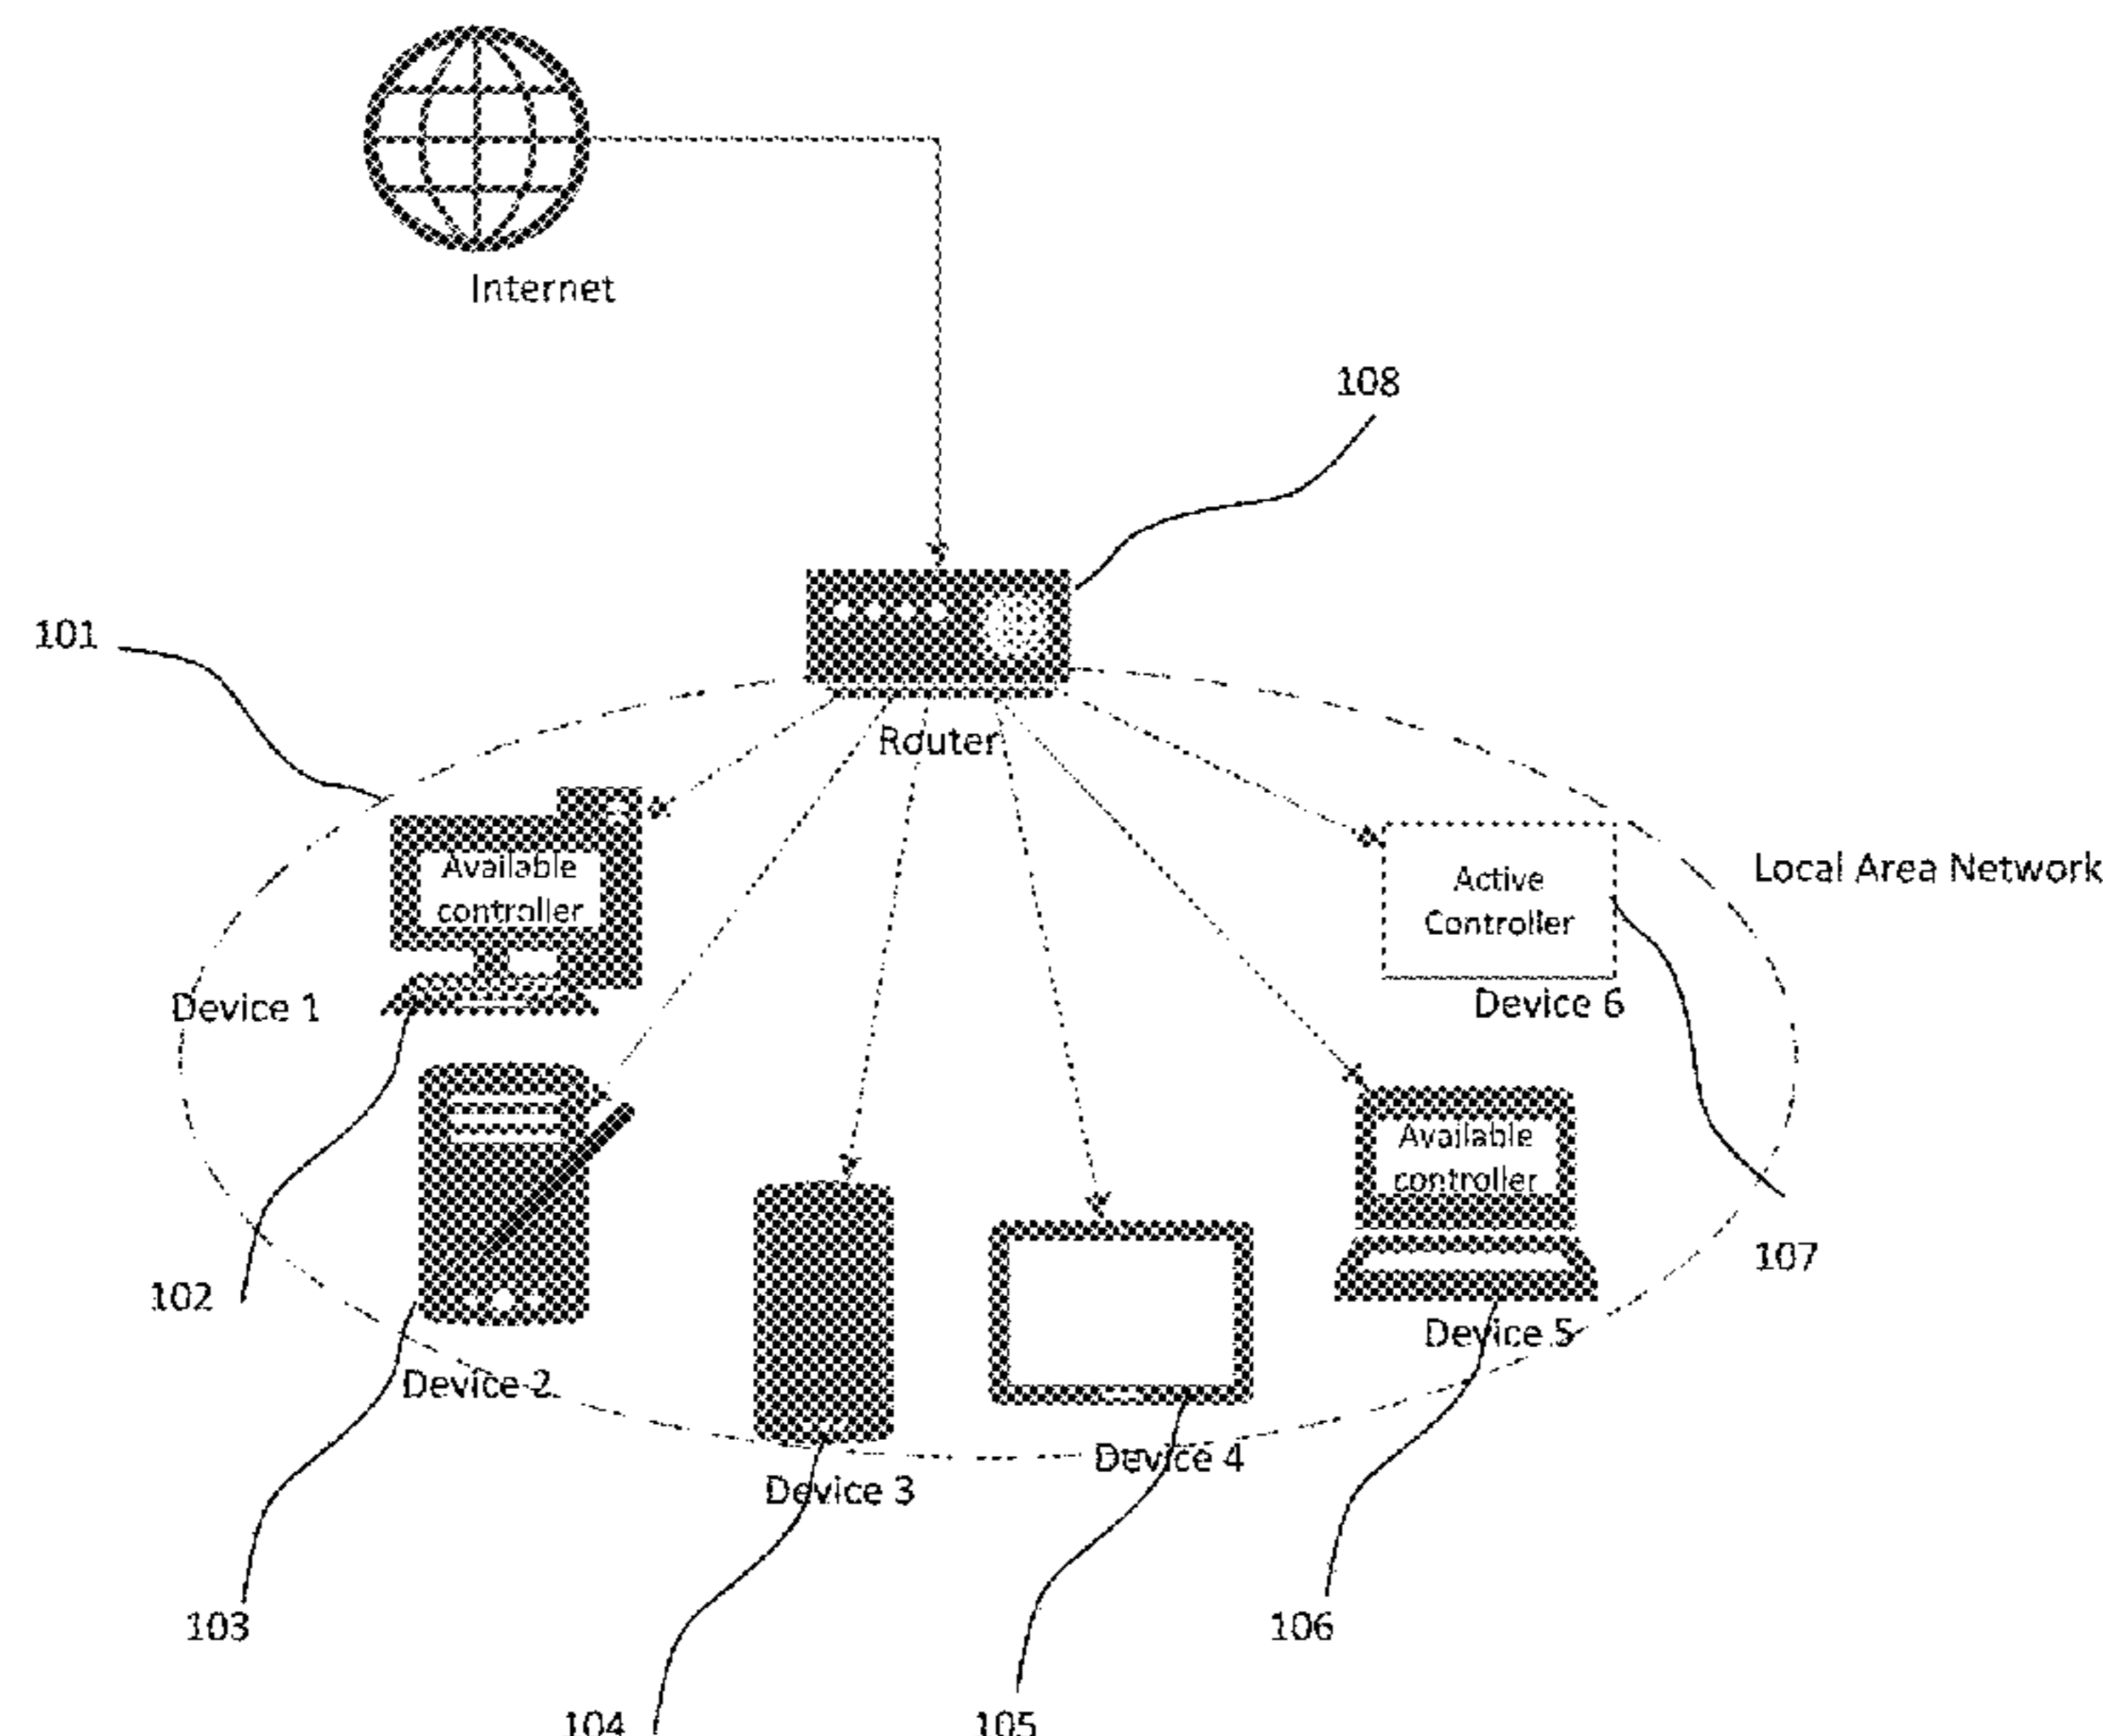 Internet
108
101
Router
Available
controller
Active
Controller
Local Area Network
Device 1
Device 6
Available
controller
102
107
Device 5
Device 2
Device 4
Device 3
103
106
104
105